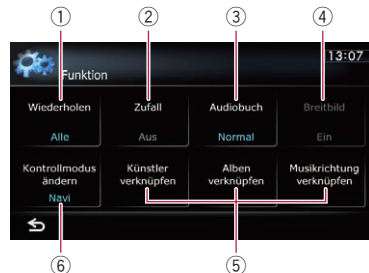 ① ② ③ ④
13:07
Funktion
Wiederholen Zufall Audiobuch Breitbild
Alle Aus Normal Ein
Kontrollmodus Künstler Alben Musikrichtung
ändern verknüpfen verknüpfen verknüpfen
Navi
⑥ ⑤